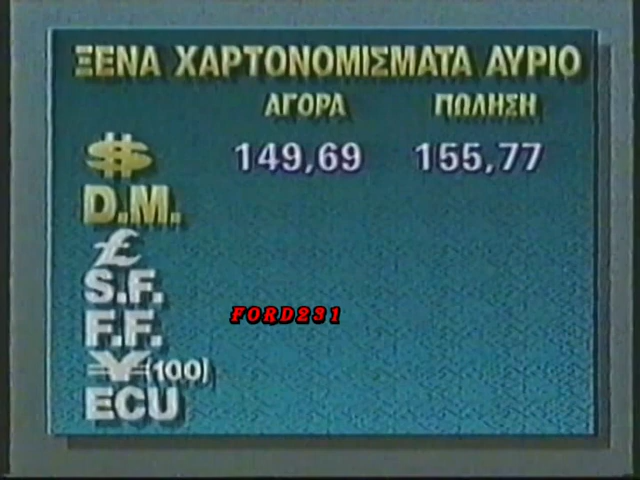 ΞΕΝΑ ΧΑΡΤΟΝΟΜΙΣΜΑΤΑ ΑΥΡΙΟ
ΑΓΟΡΑ ΠΩΛΗΣΗ
$ 149,69 155,77
D.M.
£
S.F.
FORD231
F.F.
¥(100)
ECU